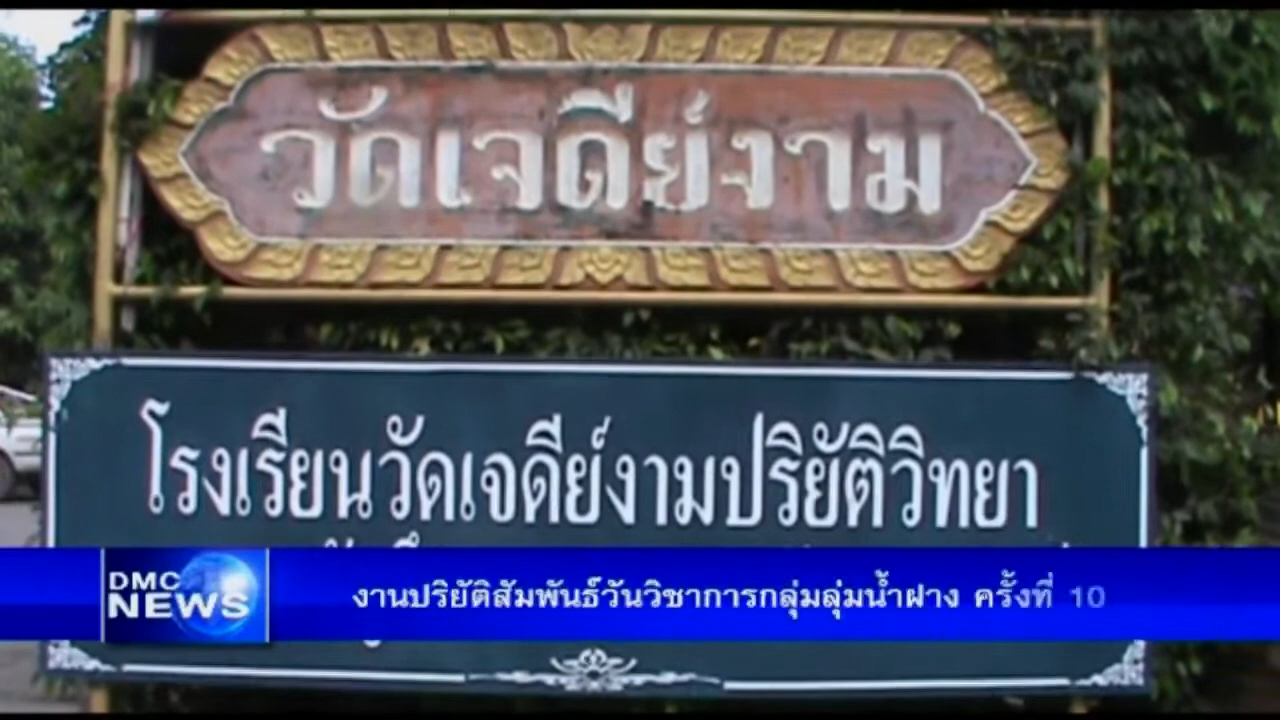 วัดเจดีย์งาม
โรงเรียนวัดเจดีย์งามปริยัติวิทยา
DMC
NEWS
งานปริยัติสัมพันธ์วันวิชาการกลุ่มลุ่มน้ำฝาง ครั้งที่ 10